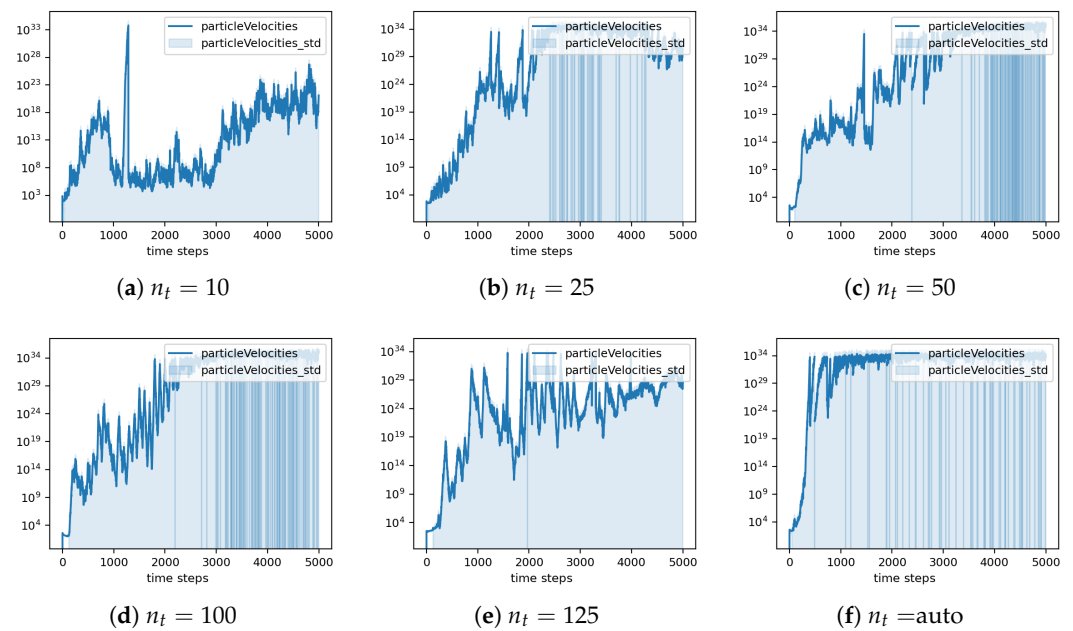 particleVelocities
particleVelocities_std
10^33
10^28
10^23
10^18
10^13
10^8
10^3
0 1000 2000 3000 4000 5000
time steps
(a) n_t = 10
particleVelocities
particleVelocities_std
10^34
10^29
10^24
10^19
10^14
10^9
10^4
0 1000 2000 3000 4000 5000
time steps
(b) n_t = 25
particleVelocities
particleVelocities_std
10^34
10^29
10^24
10^19
10^14
10^9
10^4
0 1000 2000 3000 4000 5000
time steps
(c) n_t = 50
particleVelocities
particleVelocities_std
10^34
10^29
10^24
10^19
10^14
10^9
10^4
0 1000 2000 3000 4000 5000
time steps
(d) n_t = 100
particleVelocities
particleVelocities_std
10^34
10^29
10^24
10^19
10^14
10^9
10^4
0 1000 2000 3000 4000 5000
time steps
(e) n_t = 125
particleVelocities
particleVelocities_std
10^34
10^29
10^24
10^19
10^14
10^9
10^4
0 1000 2000 3000 4000 5000
time steps
(f) n_t =auto